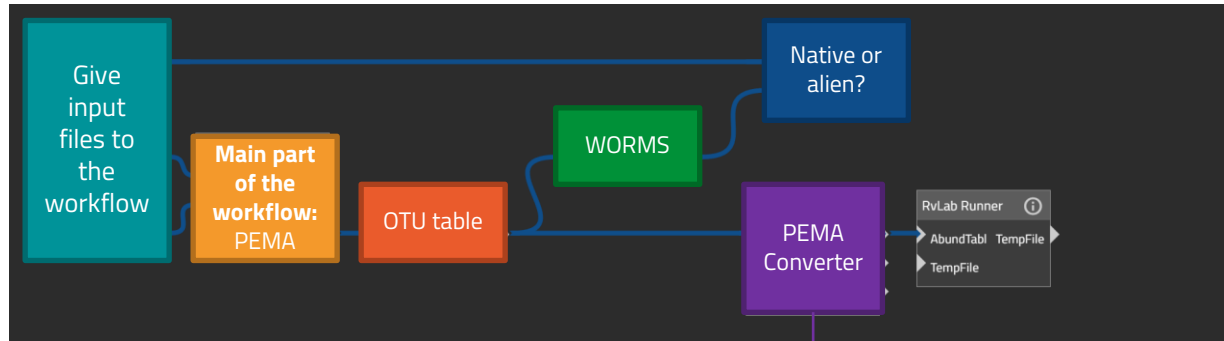 Give
input
files to
the
workflow
Main part
of the
workflow:
PEMA
OTU table
WORMS
Native or
alien?
PEMA
Converter
RvLab Runner
AbundTabl TempFile
TempFile